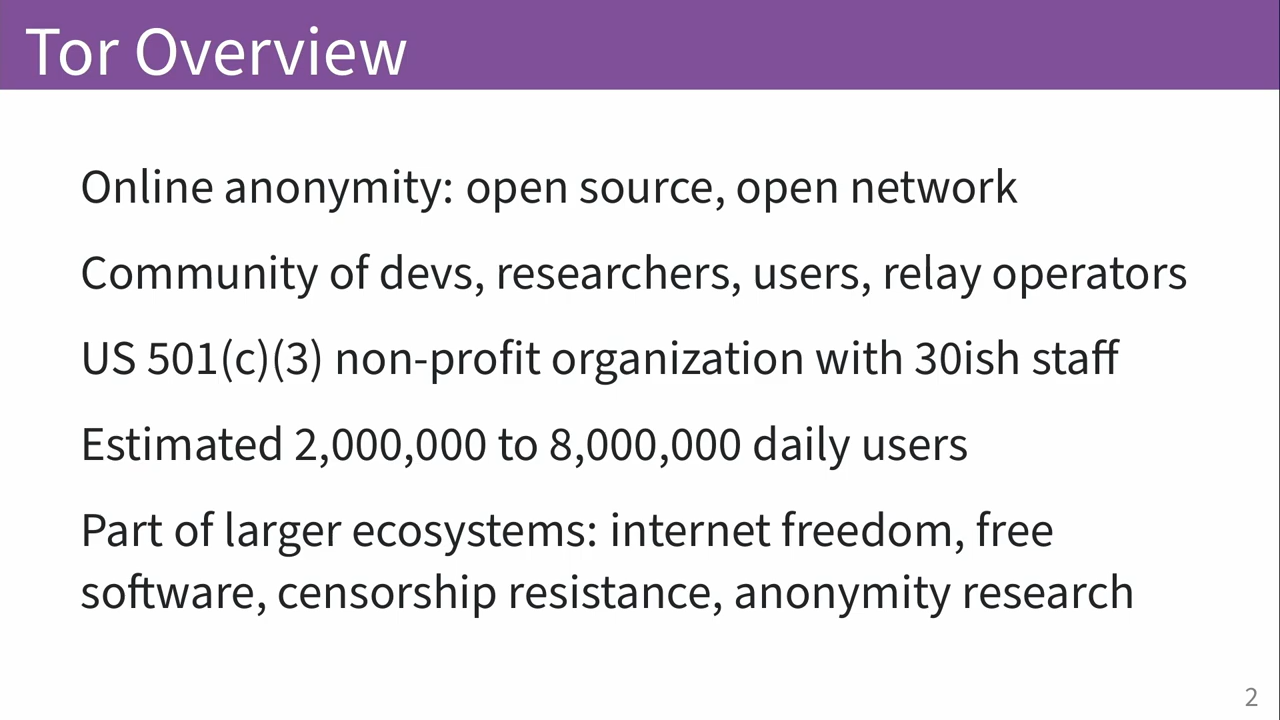 Tor Overview
Online anonymity: open source, open network
Community of devs, researchers, users, relay operators
US 501(c)(3) non-profit organization with 30ish staff
Estimated 2,000,000 to 8,000,000 daily users
Part of larger ecosystems: internet freedom, free
software, censorship resistance, anonymity research
2